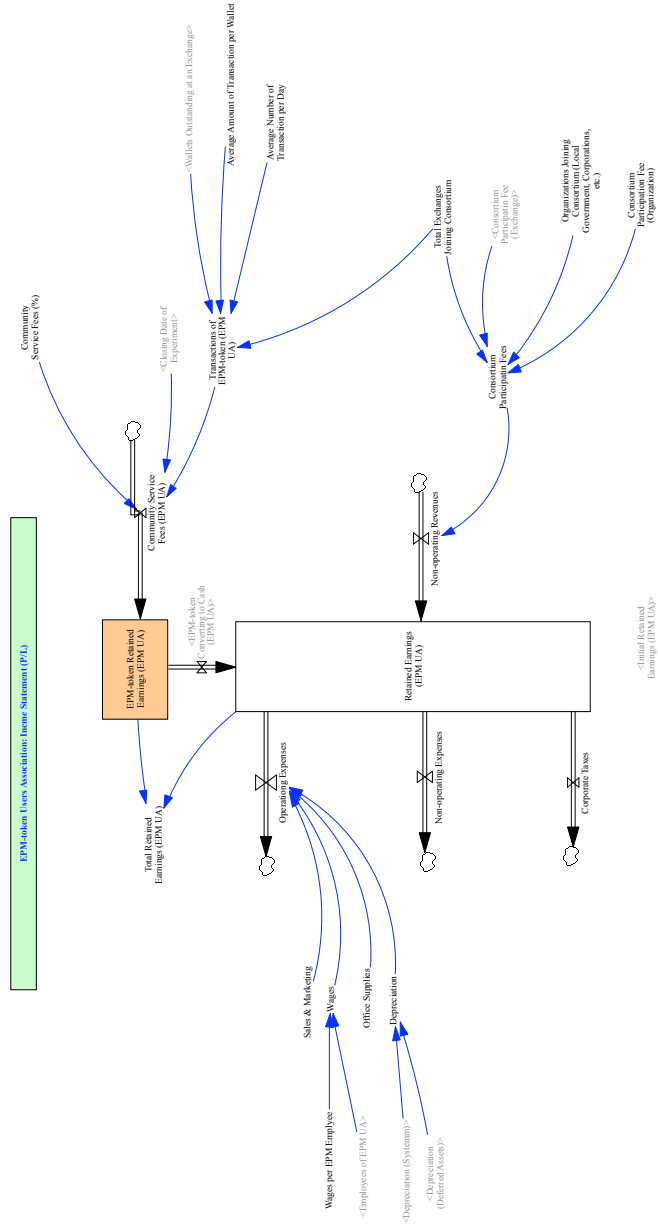 EPM-token Users Association: Incme Statement (P/L)
Community
Service Fees (%)
<Closing Date of
Experiment>
<Wallets Outstanding at an Exchange>
Average Amount of Transaction per Wallet
Average Number of
Transaction per Day
Transactions of
EPM-token (EPM
UA)
Community Service
Fees (EPM UA)
EPM-token Retained
Earnings (EPM UA)
<EPM-token
Converting to Cash
(EPM UA)>
Total Retained
Earnings (EPM UA)
Retained Earnings
(EPM UA)
Total Exchanges
Joining Consortium
<Consortium
Participatin Fee
(Exchange)>
Organizations Joining
Consortium (Local
Government, Corporations,
etc.)
Consortium
Participation Fee
(Organization)
Consortium
Participatin Fees
Non-operating Revenues
Operationg Expenses
Non-operating Expenses
Corporate Taxes
Sales & Marketing
Wages
Office Supplies
Depreciation
Wages per EPM Emplyee
<Employees of EPM UA>
<Depreciation (Systemm)>
<Depreciation
(Deferred Assets)>
<Initial Retained
Earnings (EPM UA)>